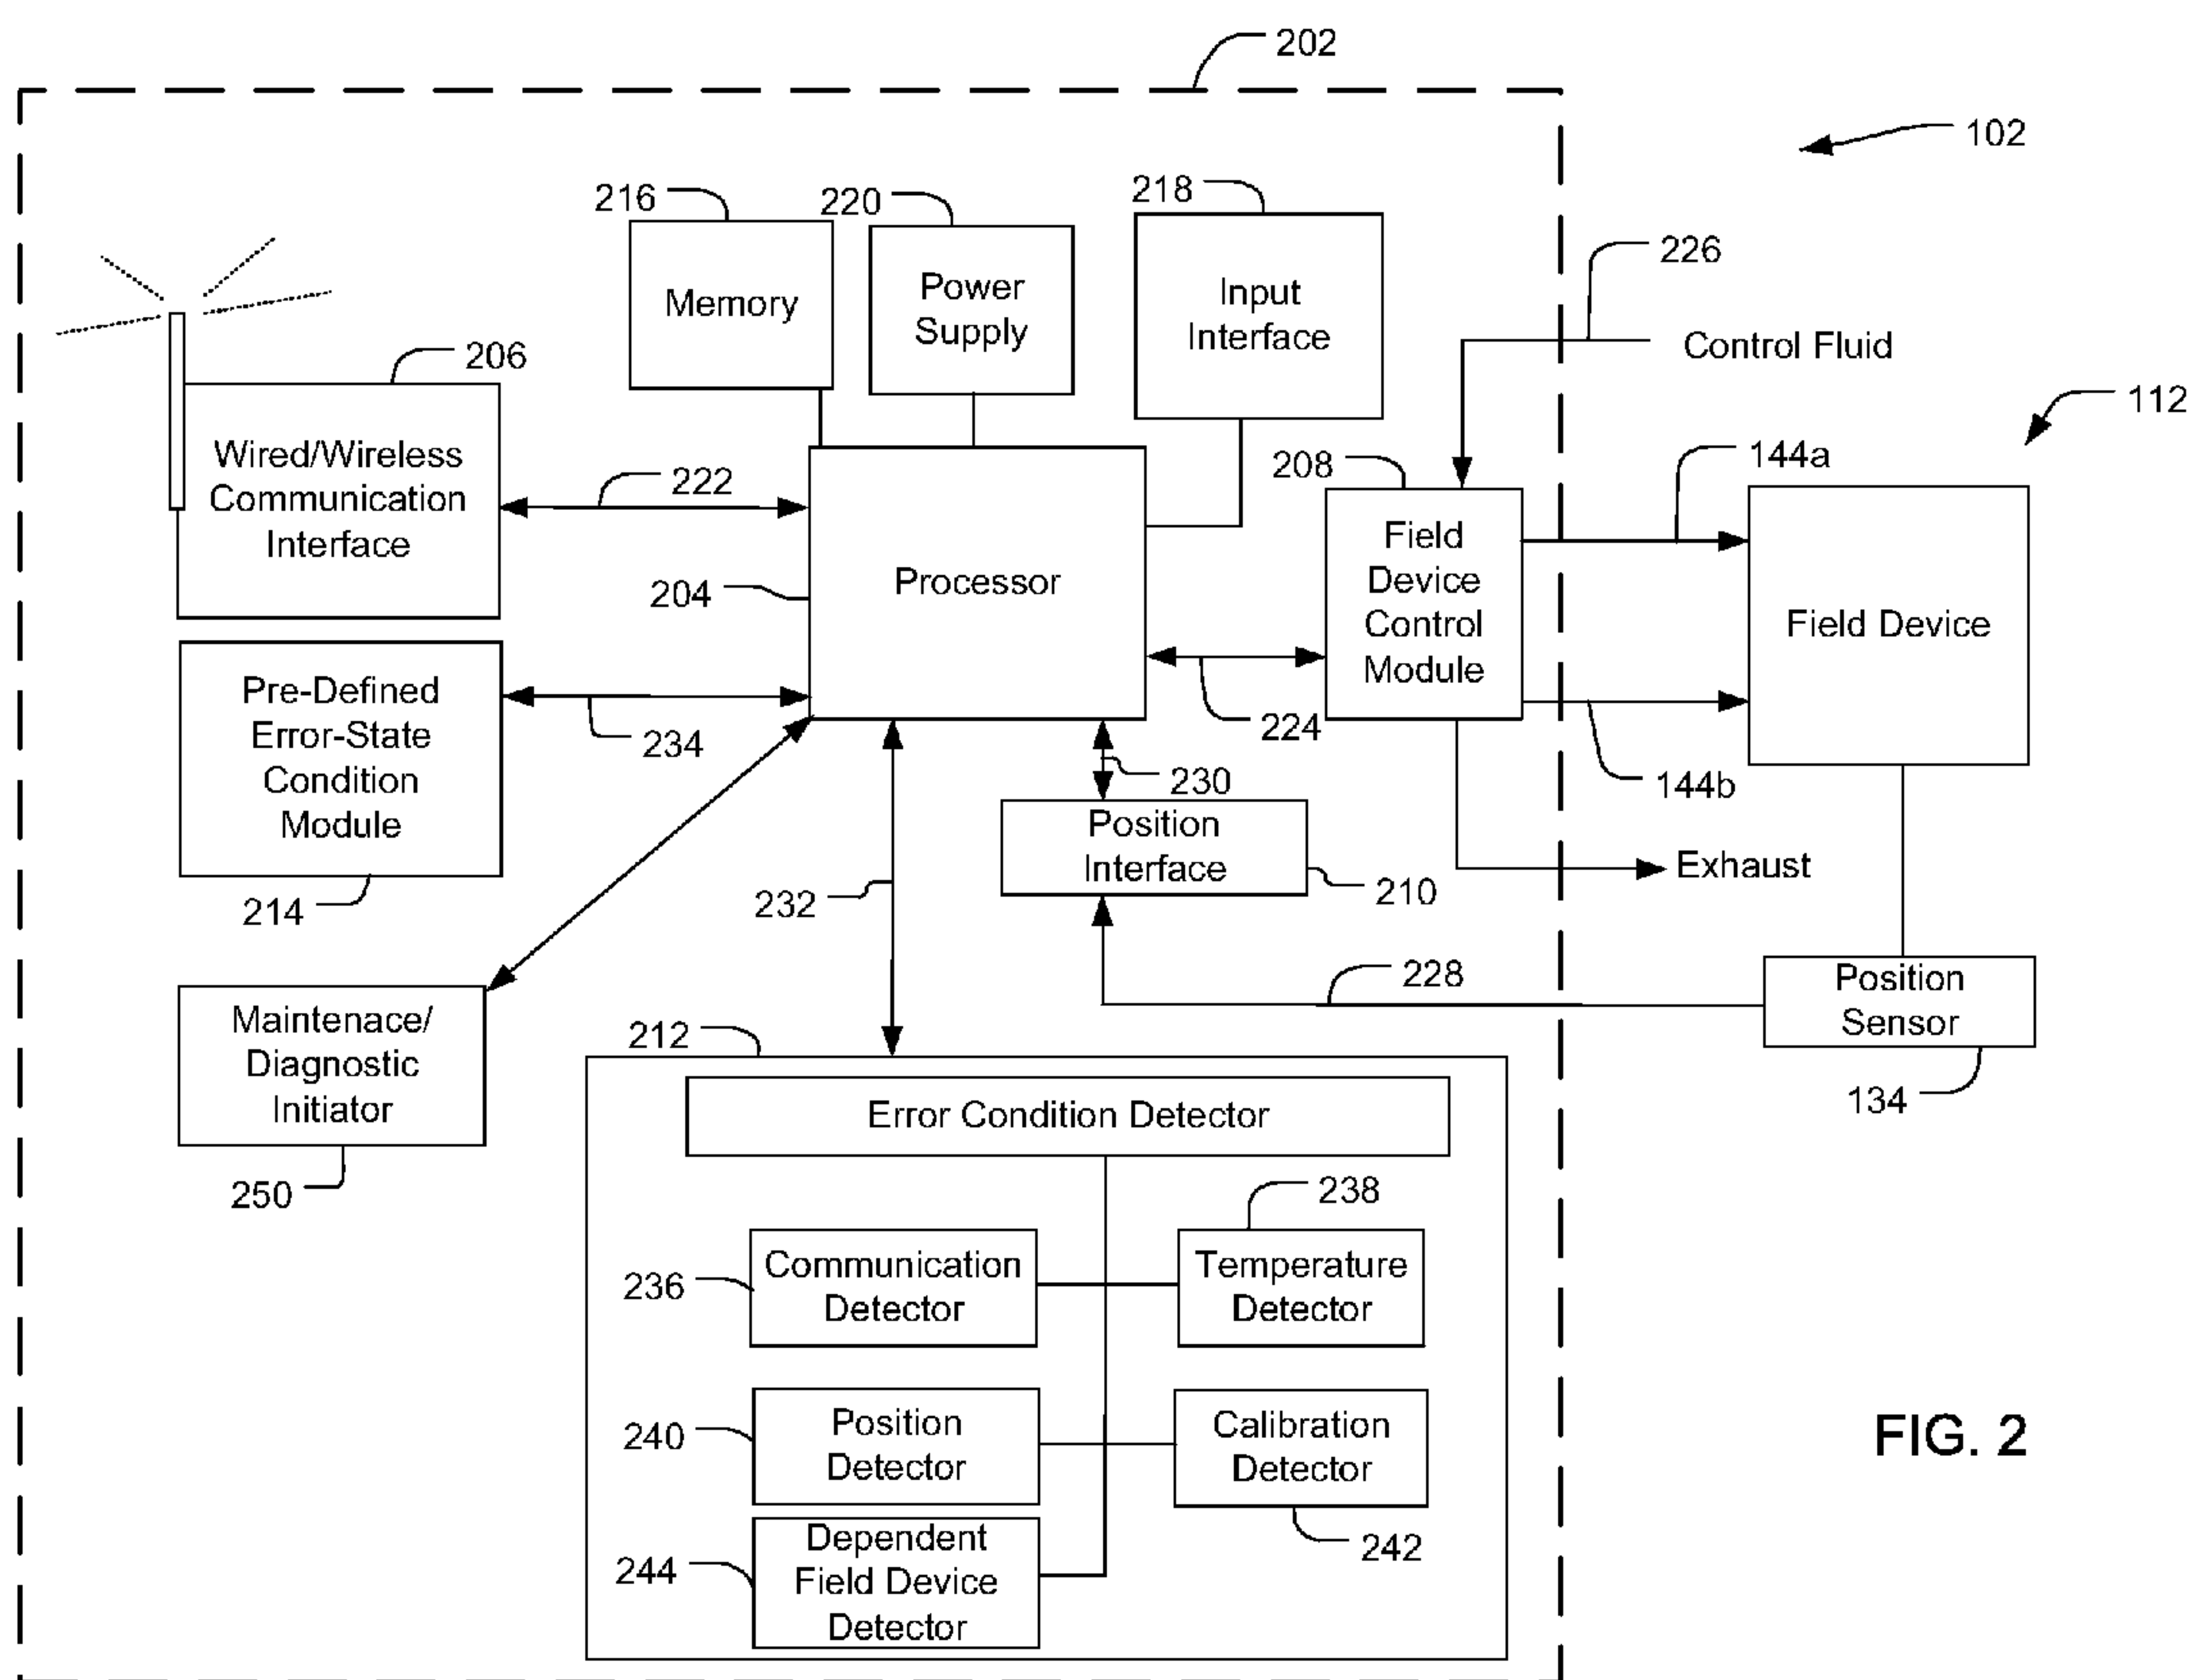 202
102
216
220
218
226
Memory
Power
Supply
Input
Interface
Control Fluid
206
112
Wired/Wireless
Communication
Interface
222
208
144a
204
Processor
Field
Device
Control
Module
Field Device
Pre-Defined
Error-State
Condition
Module
234
224
144b
230
214
232
Position
Interface
210
Exhaust
228
Position
Sensor
134
Maintenace/
Diagnostic
Initiator
250
212
Error Condition Detector
238
236
Communication
Detector
Temperature
Detector
240
Position
Detector
Calibration
Detector
242
244
Dependent
Field Device
Detector
FIG. 2